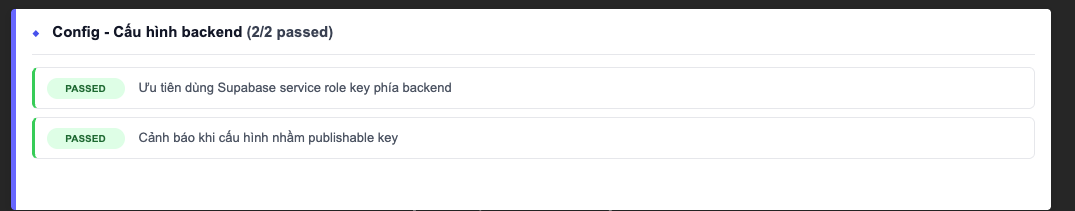 Config - Cấu hình backend (2/2 passed)
PASSED Ưu tiên dùng Supabase service role key phía backend
PASSED Cảnh báo khi cấu hình nhầm publishable key